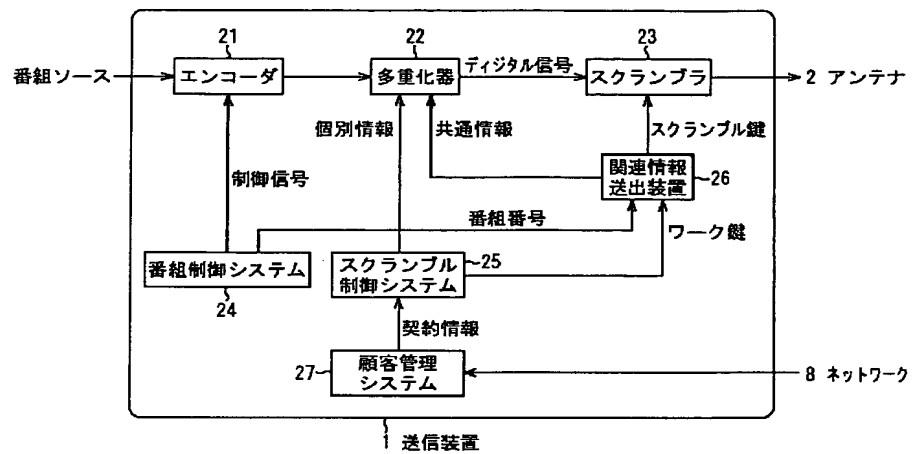 21
22
23
番組ソース
エンコーダ
多重化器
ディジタル信号
スクランブラ
2 アンテナ
個別情報
共通情報
スクランブル鍵
制御信号
関連情報
送出装置
26
番組番号
ワーク鍵
番組制御システム
24
スクランブル
制御システム
25
契約情報
27
顧客管理
システム
8 ネットワーク
1 送信装置